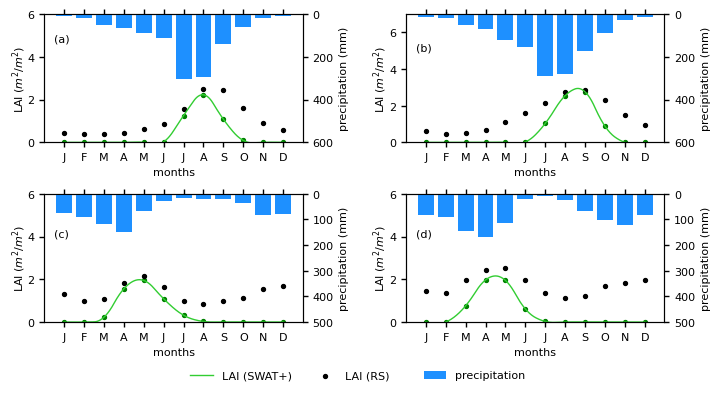 6 0 6 0
(a) (b)
4 200 4 200
LAI (m²/m²) precipitation (mm) LAI (m²/m²) precipitation (mm)
2 400 2 400
0 600 0 600
J F M A M J J A S O N D J F M A M J J A S O N D
months months
6 0 6 0
100 100
4 (c) 4 (d)
200 200
LAI (m²/m²) precipitation (mm) LAI (m²/m²) precipitation (mm)
2 300 2 300
400 400
0 500 0 500
J F M A M J J A S O N D J F M A M J J A S O N D
months months
LAI (SWAT+) LAI (RS) precipitation